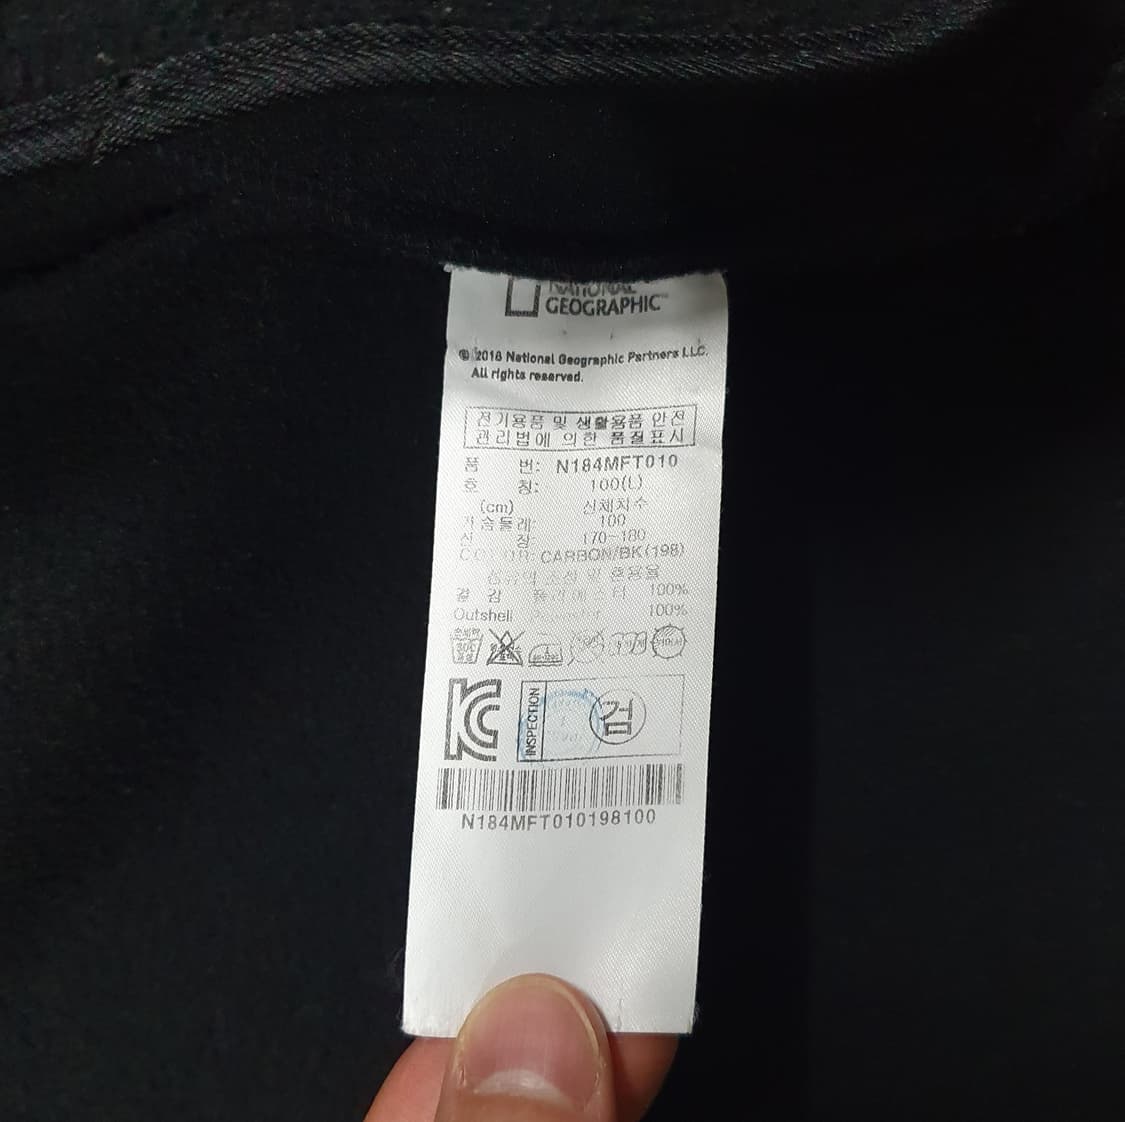 NATIONAL
GEOGRAPHIC
© 2018 National Geographic Partners LLC.
All rights reserved.
전기용품 및 생활용품 안전
관리법에 의한 품질표시
품 번: N184MFT010
호 칭: 100(L)
(cm) 신체치수
가슴둘레: 100
신 장: 170~180
COLOR: CARBON/BK(198)
섬유의 조성 및 혼용율
겉 감 폴리에스터 100%
Outshell Polyester 100%
INSPECTION
검
N184MFT010198100